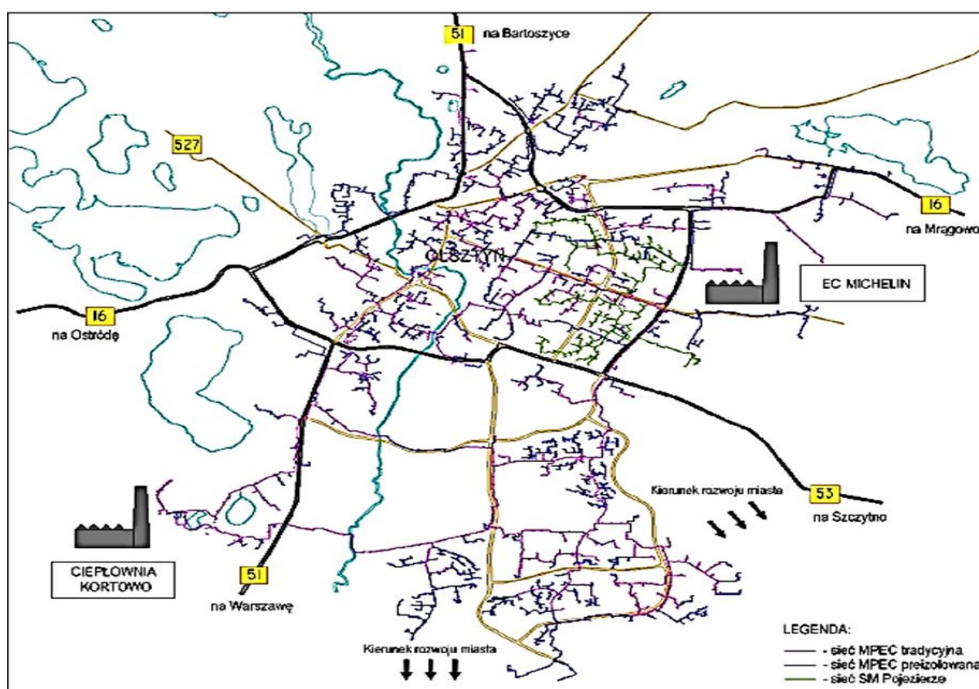 51
na Bartoszyce
527
16
na Mrągowo
OLSZTYN
EC MICHELIN
16
na Ostródę
Kierunek rozwoju miasta
53
na Szczytno
CIEPŁOWNIA
KORTOWO
51
na Warszawę
Kierunek rozwoju miasta
LEGENDA:
- sieć MPEC tradycyjna
- sieć MPEC preizolowana
- sieć SM Pojezierze